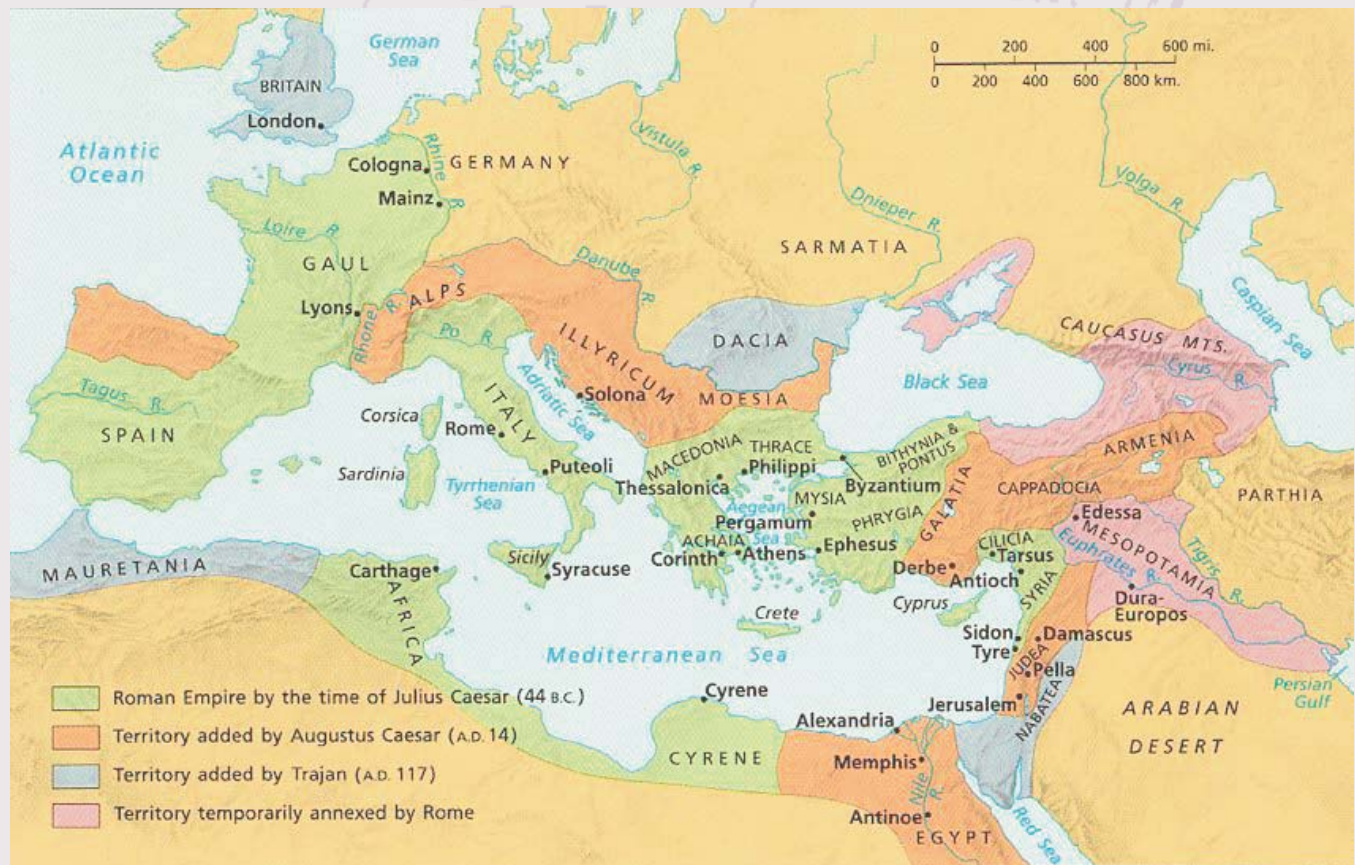 German
Sea
0 200 400 600 mi.
0 200 400 600 800 km.
BRITAIN
London
Atlantic
Ocean
Cologna
Rhine
R.
GERMANY
Vistula R.
Mainz
Volga R.
Dnieper R.
Loire R.
SARMATIA
GAUL
Danube
R.
Caspian Sea
ALPS
Lyons
Rhone
R.
Po R.
ILLYRICUM
DACIA
CAUCASUS MTS.
Cyrus R.
Black Sea
Adriatic Sea
Solona
MOESIA
Tagus R.
Corsica
ITALY
Rome
SPAIN
MACEDONIA
THRACE
BITHYNIA &
PONTUS
ARMENIA
Sardinia
Puteoli
Philippi
Tyrrhenian
Sea
Thessalonica
Byzantium
GALATIA
CAPPADOCIA
PARTHIA
MYSIA
Aegean
Sea
Pergamum
PHRYGIA
Edessa
MESOPOTAMIA
ACHAIA
Corinth
Athens
Ephesus
CILICIA
Tarsus
Euphrates R.
Tigris R.
MAURETANIA
Carthage
Sicily
Syracuse
Derbe
Antioch
SYRIA
AFRICA
Cyprus
Dura-
Europos
Crete
Sidon
Damascus
Tyre
Mediterranean Sea
JUDEA
Pella
Persian
Gulf
Roman Empire by the time of Julius Caesar (44 B.C.)
Cyrene
Jerusalem
NABATEA
ARABIAN
DESERT
Alexandria
Territory added by Augustus Caesar (A.D. 14)
CYRENE
Memphis
Territory added by Trajan (A.D. 117)
Nile
R.
Territory temporarily annexed by Rome
Antinoe
EGYPT
Red Sea